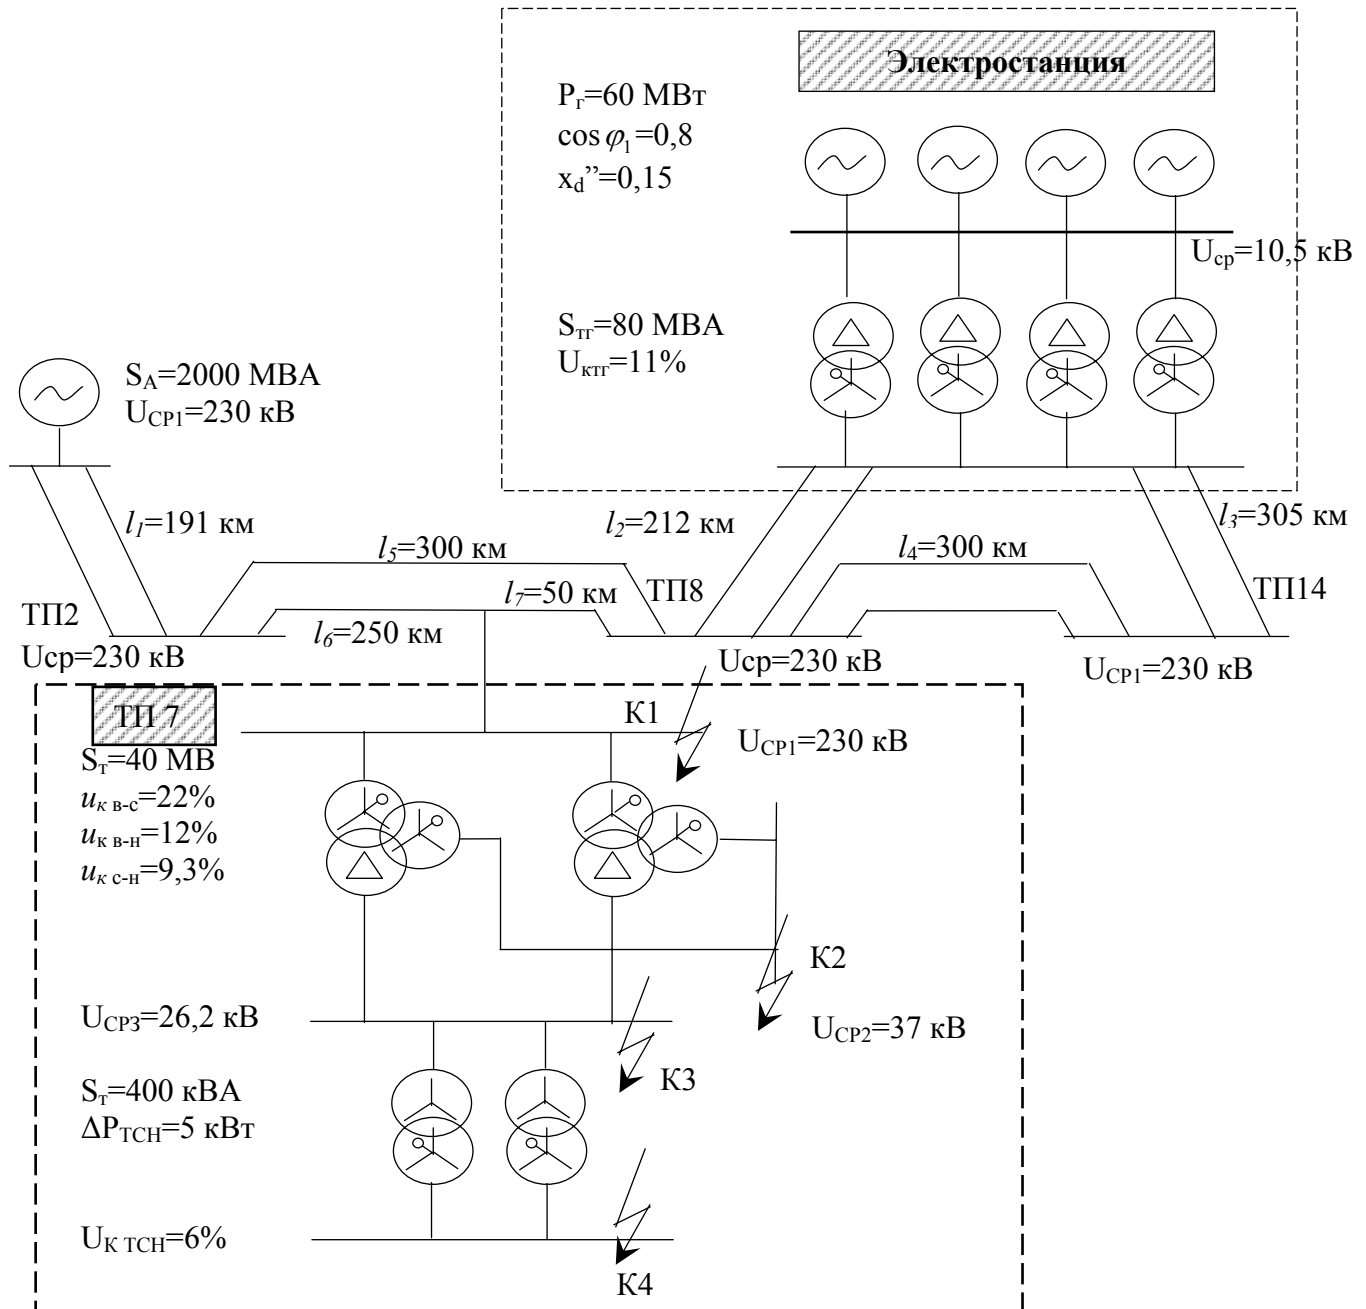 Электростанция
Pг=60 МВт
cos φ1=0,8
xd”=0,15
Uср=10,5 кВ
Sтг=80 МВА
Uктг=11%
SА=2000 МВА
UСР1=230 кВ
l1=191 км
l2=212 км
l3=305 км
l5=300 км
l4=300 км
l7=50 км
ТП8
ТП14
ТП2
l6=250 км
Uср=230 кВ
Uср=230 кВ
UСР1=230 кВ
ТП 7
К1
UСР1=230 кВ
Sт=40 МВ
uк в-с=22%
uк в-н=12%
uк с-н=9,3%
К2
UСР3=26,2 кВ
UСР2=37 кВ
К3
Sт=400 кВА
ΔPТСН=5 кВт
UК ТСН=6%
К4